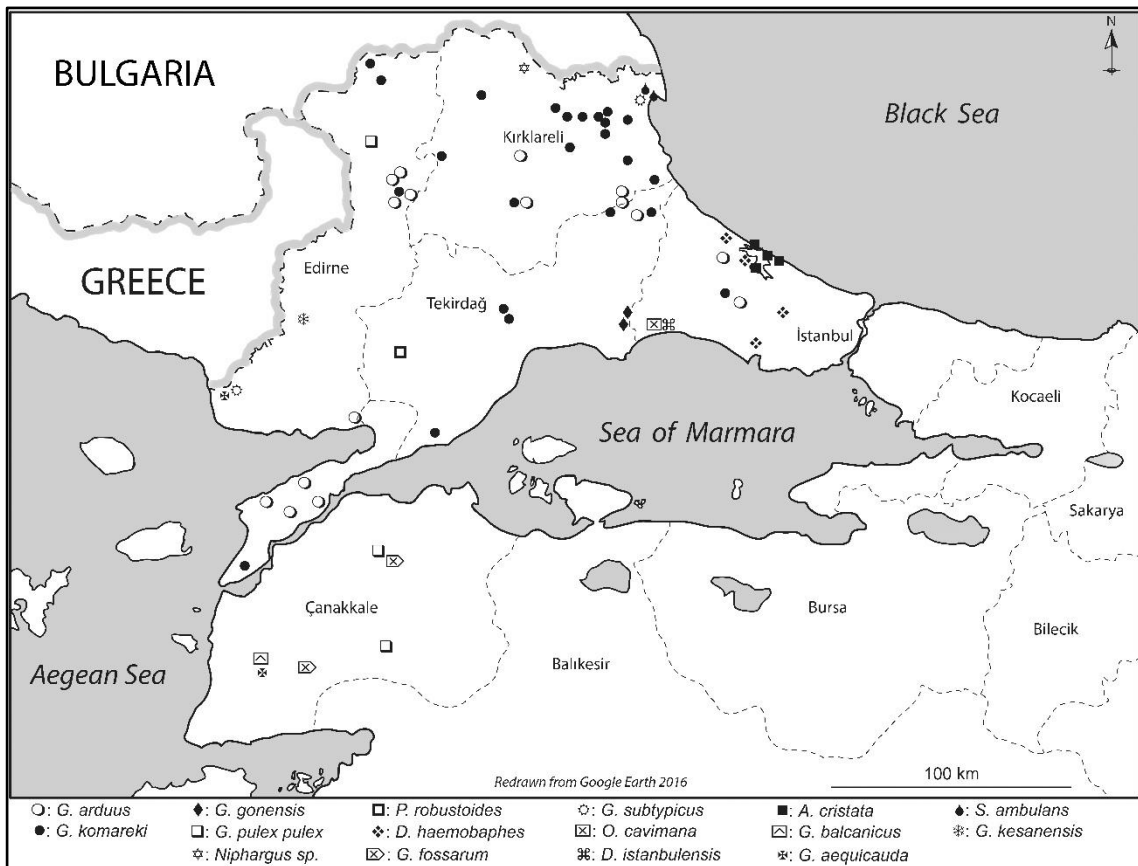 N
BULGARIA
Black Sea
Kırklareli
GREECE
Edirne
Tekirdağ
İstanbul
Kocaeli
Sea of Marmara
Sakarya
Çanakkale
Bursa
Bilecik
Balıkesir
Aegean Sea
Redrawn from Google Earth 2016
100 km
: G. arduus : G. gonensis : P. robustoides : G. subtypicus : A. cristata : S. ambulans
: G. komareki : G. pulex pulex : D. haemobaphes : O. cavimana : G. balcanicus : G. kesanensis
: Niphargus sp. : G. fossarum : D. istanbulensis : G. aequicauda